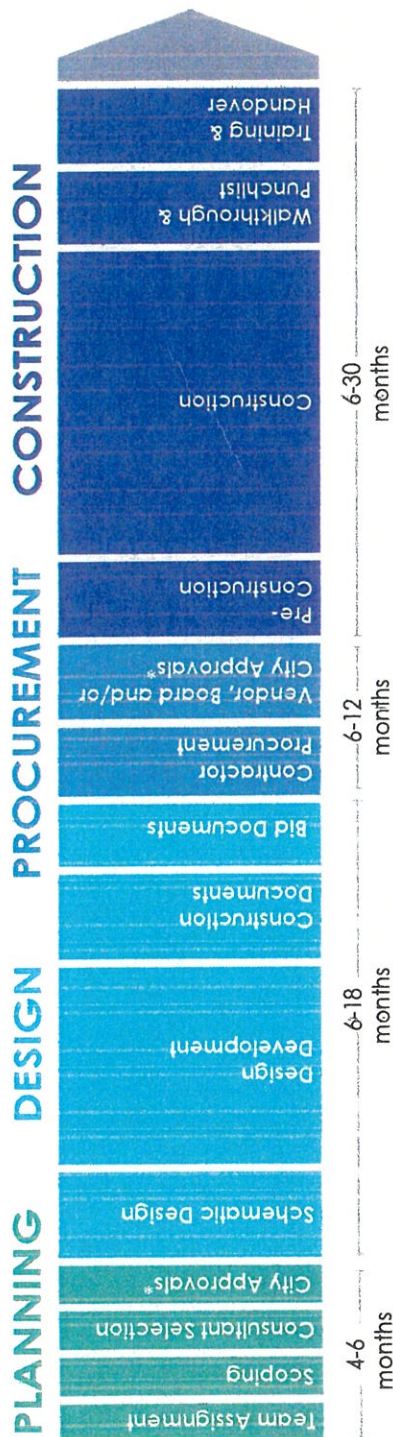 PLANNING
DESIGN
PROCUREMENT
CONSTRUCTION
Team Assignment
Scoping
Consultant Selection
City Approvals*
Schematic Design
Design
Development
Construction
Documents
Bid Documents
Contractor
Procurement
Vendor, Board and/or
City Approvals*
Pre-
Construction
Construction
Walkthrough &
Punchlist
Training &
Handover
4-6
months
6-18
months
6-12
months
6-30
months